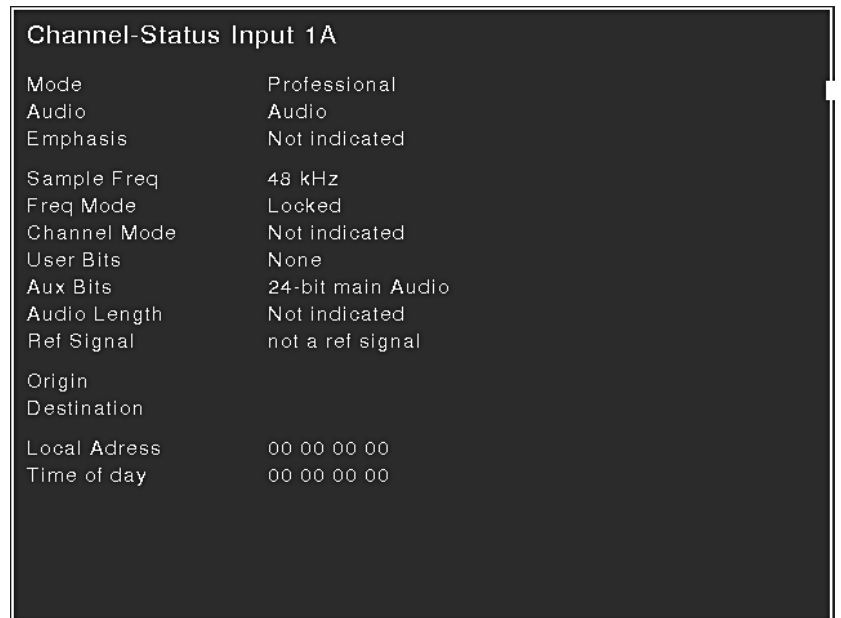 Channel-Status Input 1A
Mode Professional
Audio Audio
Emphasis Not indicated
Sample Freq 48 kHz
Freq Mode Locked
Channel Mode Not indicated
User Bits None
Aux Bits 24-bit main Audio
Audio Length Not indicated
Ref Signal not a ref signal
Origin
Destination
Local Adress 00 00 00 00
Time of day 00 00 00 00